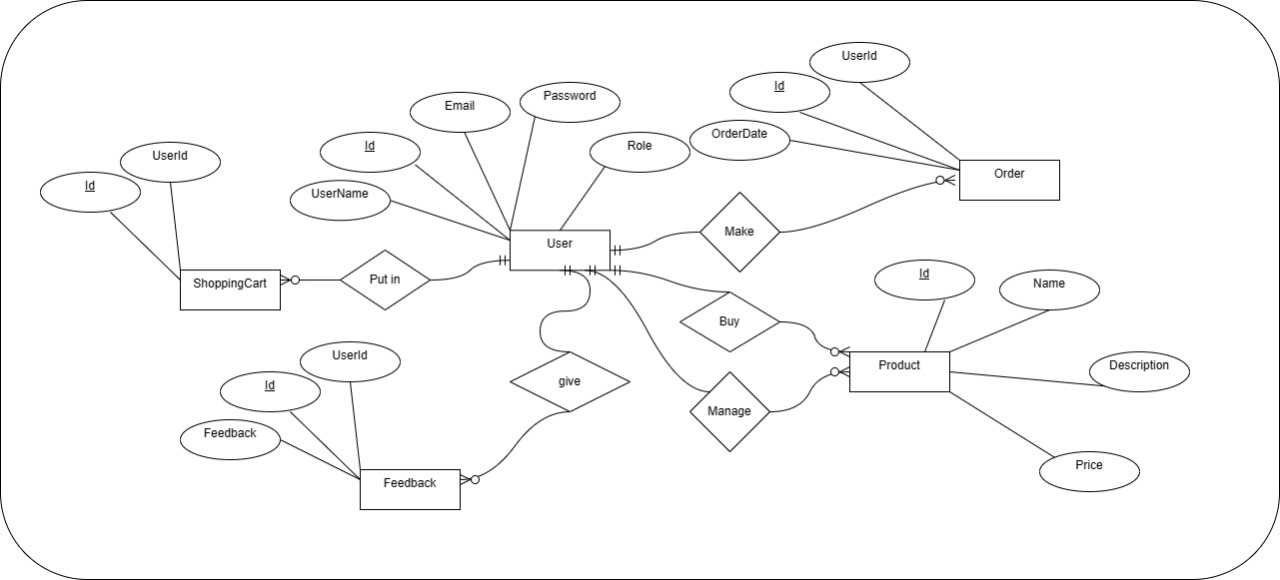 UserId
Id
Password
Email
OrderDate
Id
Role
UserId
Order
Id
UserName
Make
User
Id
Name
ShoppingCart
Put in
Buy
UserId
Product
Description
Id
give
Manage
Feedback
Price
Feedback